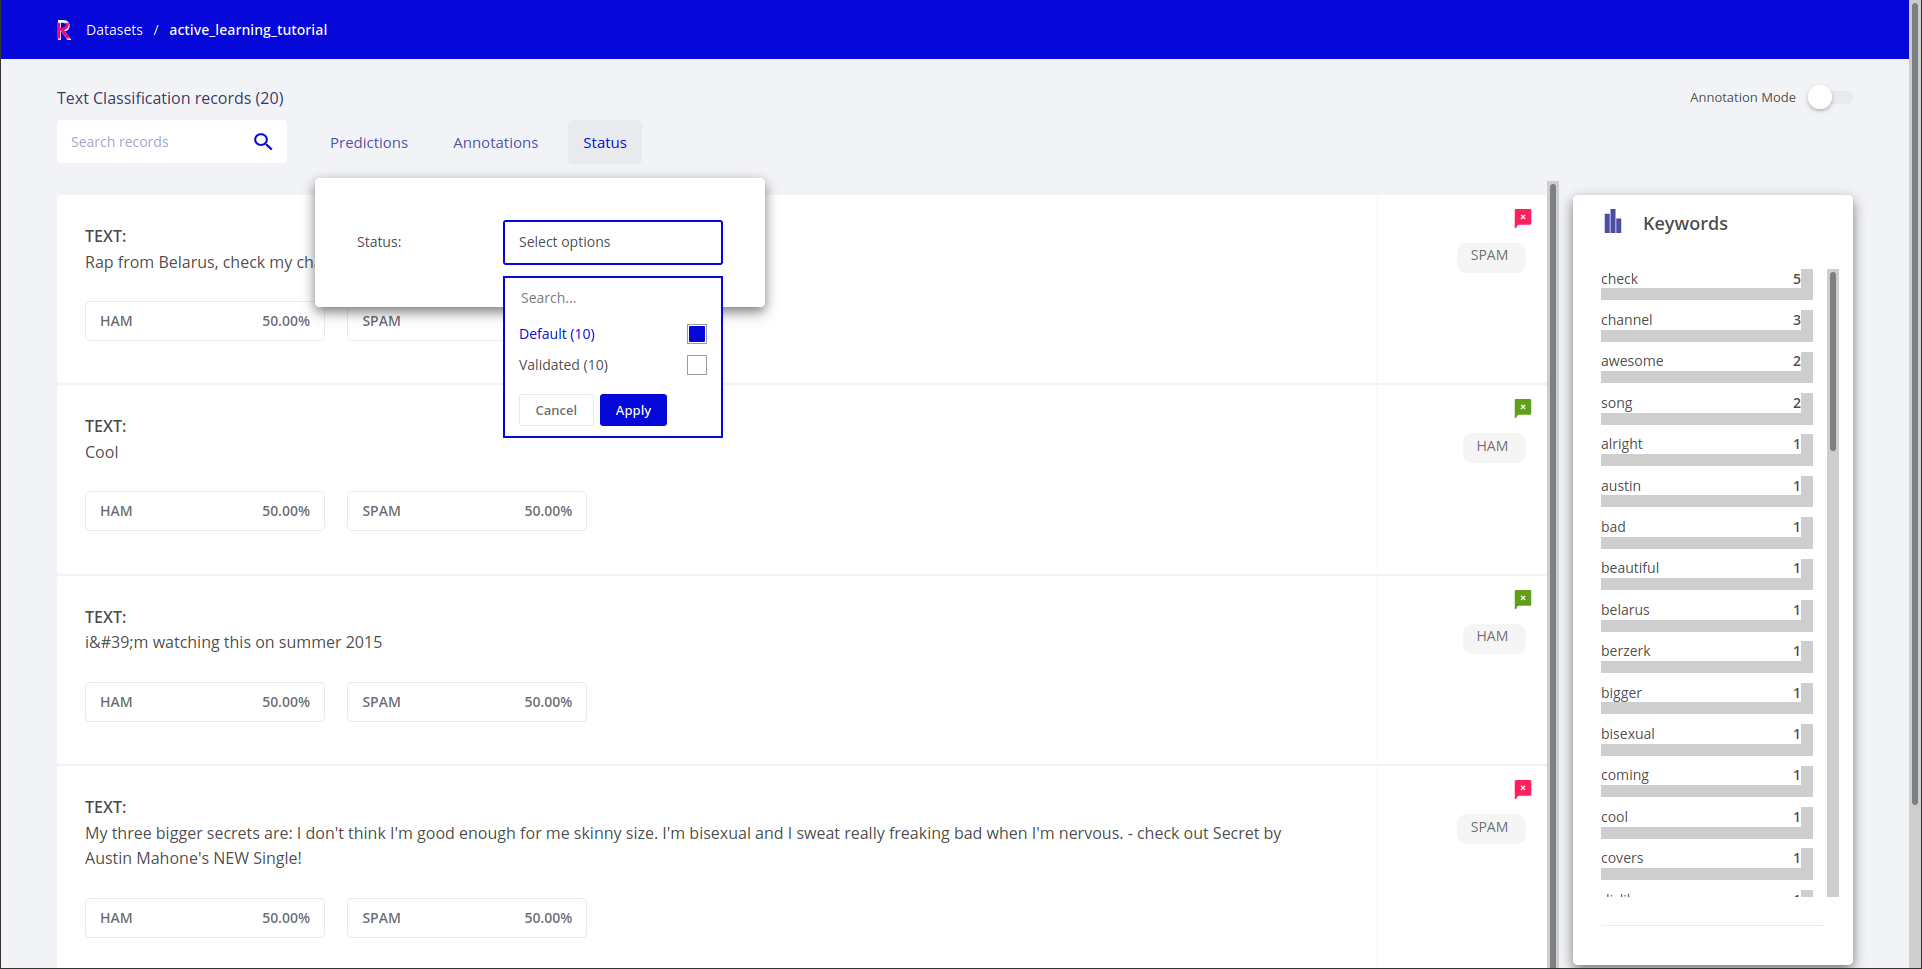 R Datasets / active_learning_tutorial
Text Classification records (20)
Annotation Mode
Search records
Predictions
Annotations
Status
Status:
Select options
Search...
Default (10)
Validated (10)
Cancel
Apply
TEXT:
Rap from Belarus, check my
HAM 50.00%
SPAM
SPAM
TEXT:
Cool
HAM 50.00%
SPAM 50.00%
HAM
TEXT:
i&#39;m watching this on summer 2015
HAM 50.00%
SPAM 50.00%
HAM
TEXT:
My three bigger secrets are: I don't think I'm good enough for me skinny size. I'm bisexual and I sweat really freaking bad when I'm nervous. - check out Secret by
Austin Mahone's NEW Single!
HAM 50.00%
SPAM 50.00%
SPAM
Keywords
check 5
channel 3
awesome 2
song 2
alright 1
austin 1
bad 1
beautiful 1
belarus 1
berzerk 1
bigger 1
bisexual 1
coming 1
cool 1
covers 1